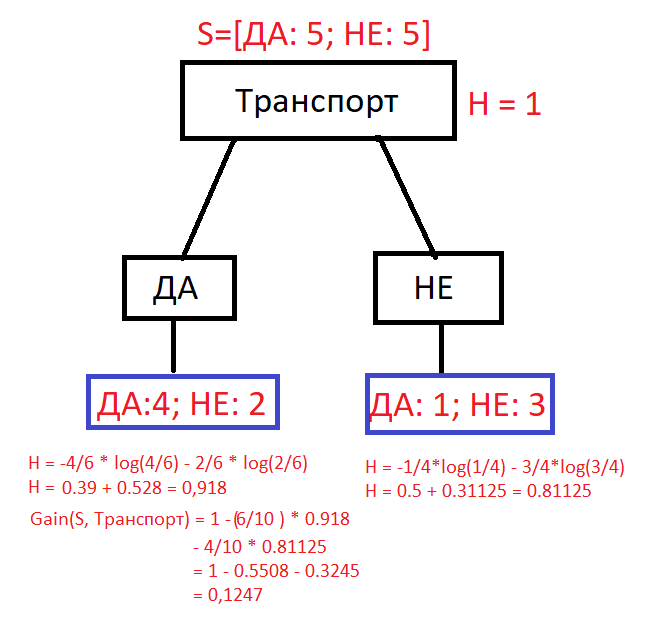 S=[ДА: 5; НЕ: 5]
Транспорт
H = 1
ДА
НЕ
ДА:4; НЕ: 2
ДА: 1; НЕ: 3
H = -4/6 * log(4/6) - 2/6 * log(2/6)
H = 0.39 + 0.528 = 0,918
H = -1/4*log(1/4) - 3/4*log(3/4)
H = 0.5 + 0.31125 = 0.81125
Gain(S, Транспорт) = 1 -(6/10 ) * 0.918
- 4/10 * 0.81125
= 1 - 0.5508 - 0.3245
= 0,1247